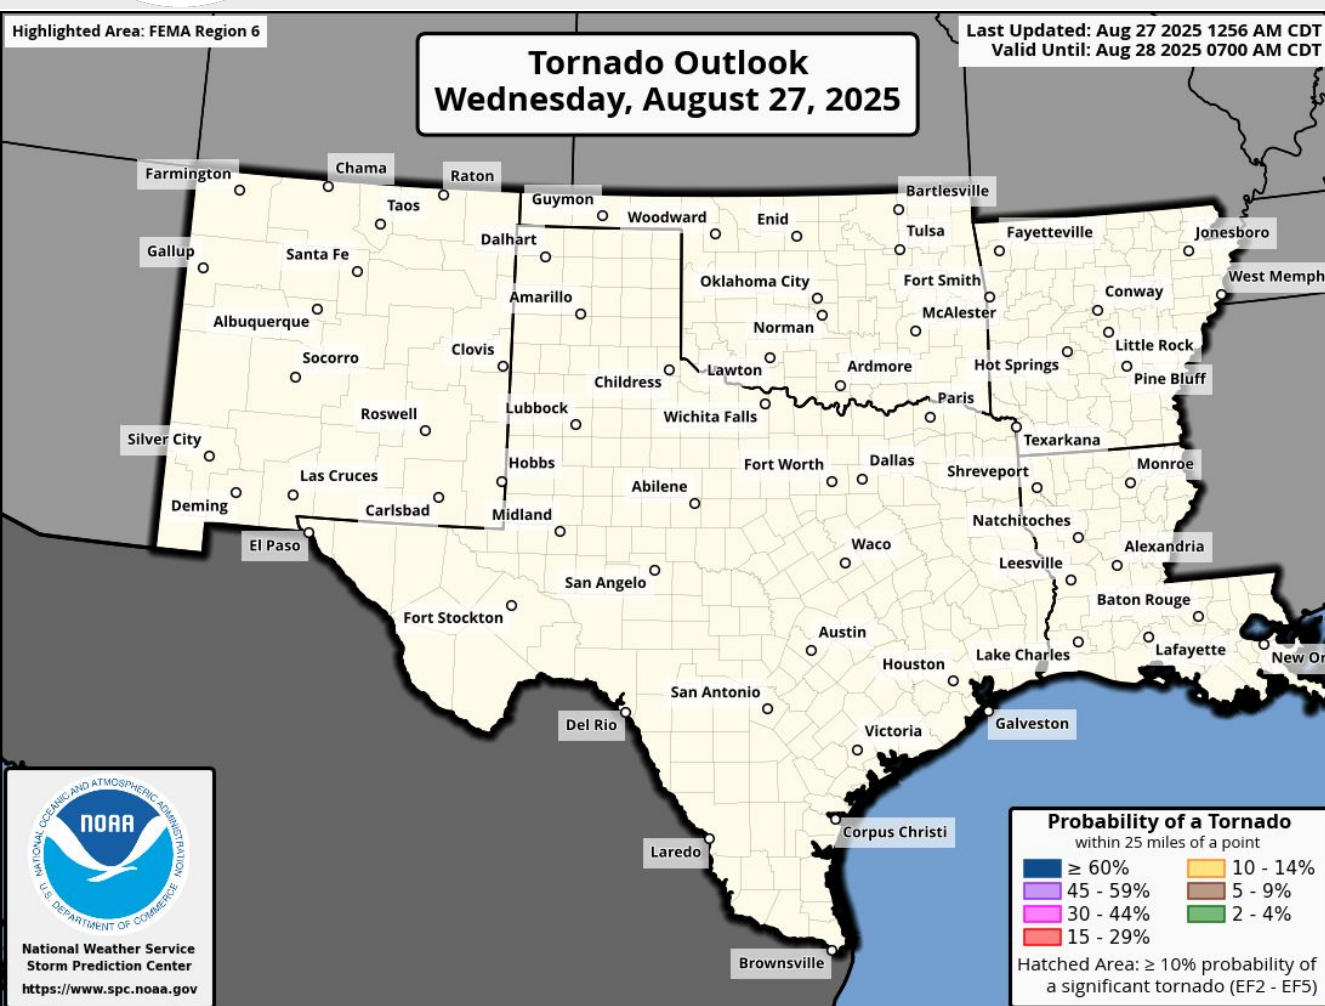 Highlighted Area: FEMA Region 6
Last Updated: Aug 27 2025 1256 AM CDT
Valid Until: Aug 28 2025 0700 AM CDT
Tornado Outlook
Wednesday, August 27, 2025
Farmington
Chama
Raton
Taos
Guymon
Woodward
Enid
Bartlesville
Tulsa
Fayetteville
Jonesboro
Gallup
Santa Fe
Dalhart
Oklahoma City
Fort Smith
West Memph
Conway
Amarillo
Albuquerque
Norman
McAlester
Little Rock
Socorro
Clovis
Childress
Lawton
Ardmore
Hot Springs
Pine Bluff
Roswell
Lubbock
Wichita Falls
Paris
Texarkana
Silver City
Las Cruces
Hobbs
Abilene
Fort Worth
Dallas
Shreveport
Monroe
Deming
Carlsbad
Midland
Natchitoches
El Paso
Waco
Alexandria
San Angelo
Leesville
Fort Stockton
Baton Rouge
Austin
Houston
Lake Charles
Lafayette
New Or
San Antonio
Del Rio
Victoria
Galveston
Corpus Christi
Laredo
Brownsville
NATIONAL OCEANIC AND ATMOSPHERIC ADMINISTRATION
NOAA
U.S. DEPARTMENT OF COMMERCE
National Weather Service
Storm Prediction Center
https://www.spc.noaa.gov
Probability of a Tornado
within 25 miles of a point
≥ 60%
10 - 14%
45 - 59%
5 - 9%
30 - 44%
2 - 4%
15 - 29%
Hatched Area: ≥ 10% probability of
a significant tornado (EF2 - EF5)